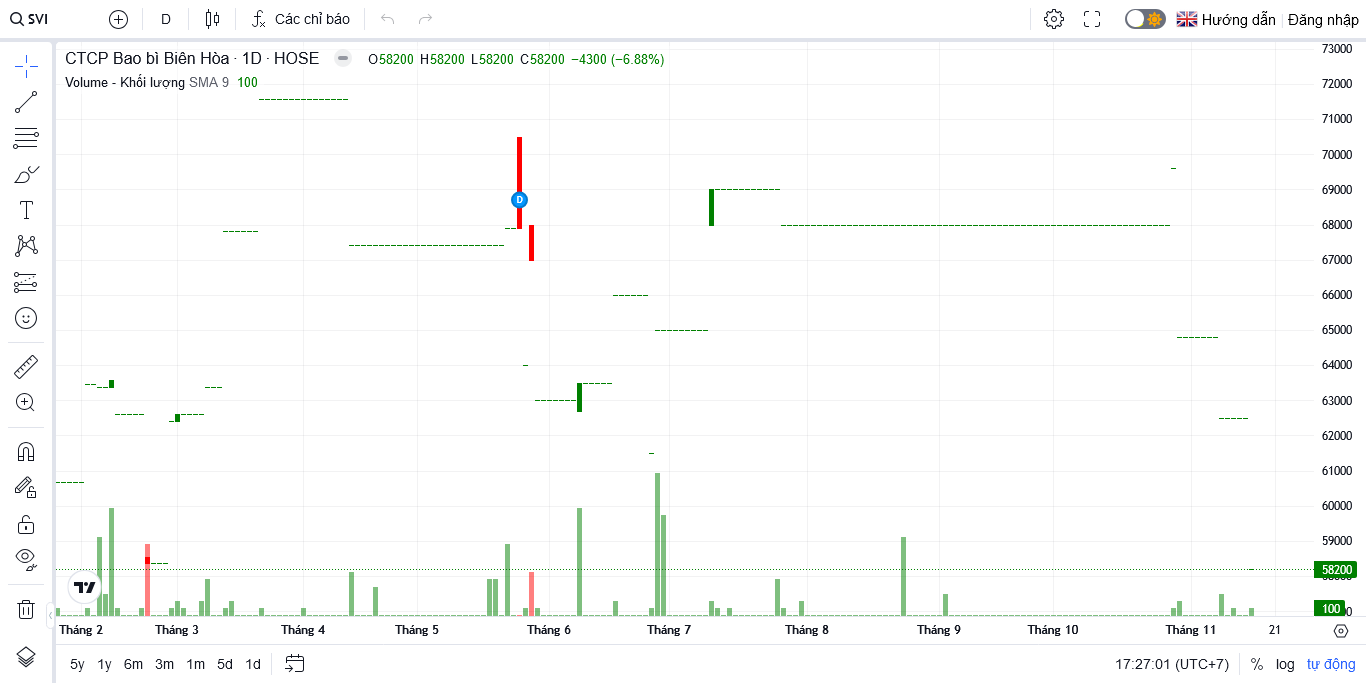 SVI
D
Các chỉ báo
Hướng dẫn
Đăng nhập
CTCP Bao bì Biên Hòa · 1D · HOSE
O58200 H58200 L58200 C58200 −4300 (−6.88%)
Volume - Khối lượng SMA 9 100
D
73000
72000
71000
70000
69000
68000
67000
66000
65000
64000
63000
62000
61000
60000
59000
58200
100
Tháng 2
Tháng 3
Tháng 4
Tháng 5
Tháng 6
Tháng 7
Tháng 8
Tháng 9
Tháng 10
Tháng 11
21
5y 1y 6m 3m 1m 5d 1d
17:27:01 (UTC+7)
% log tự động